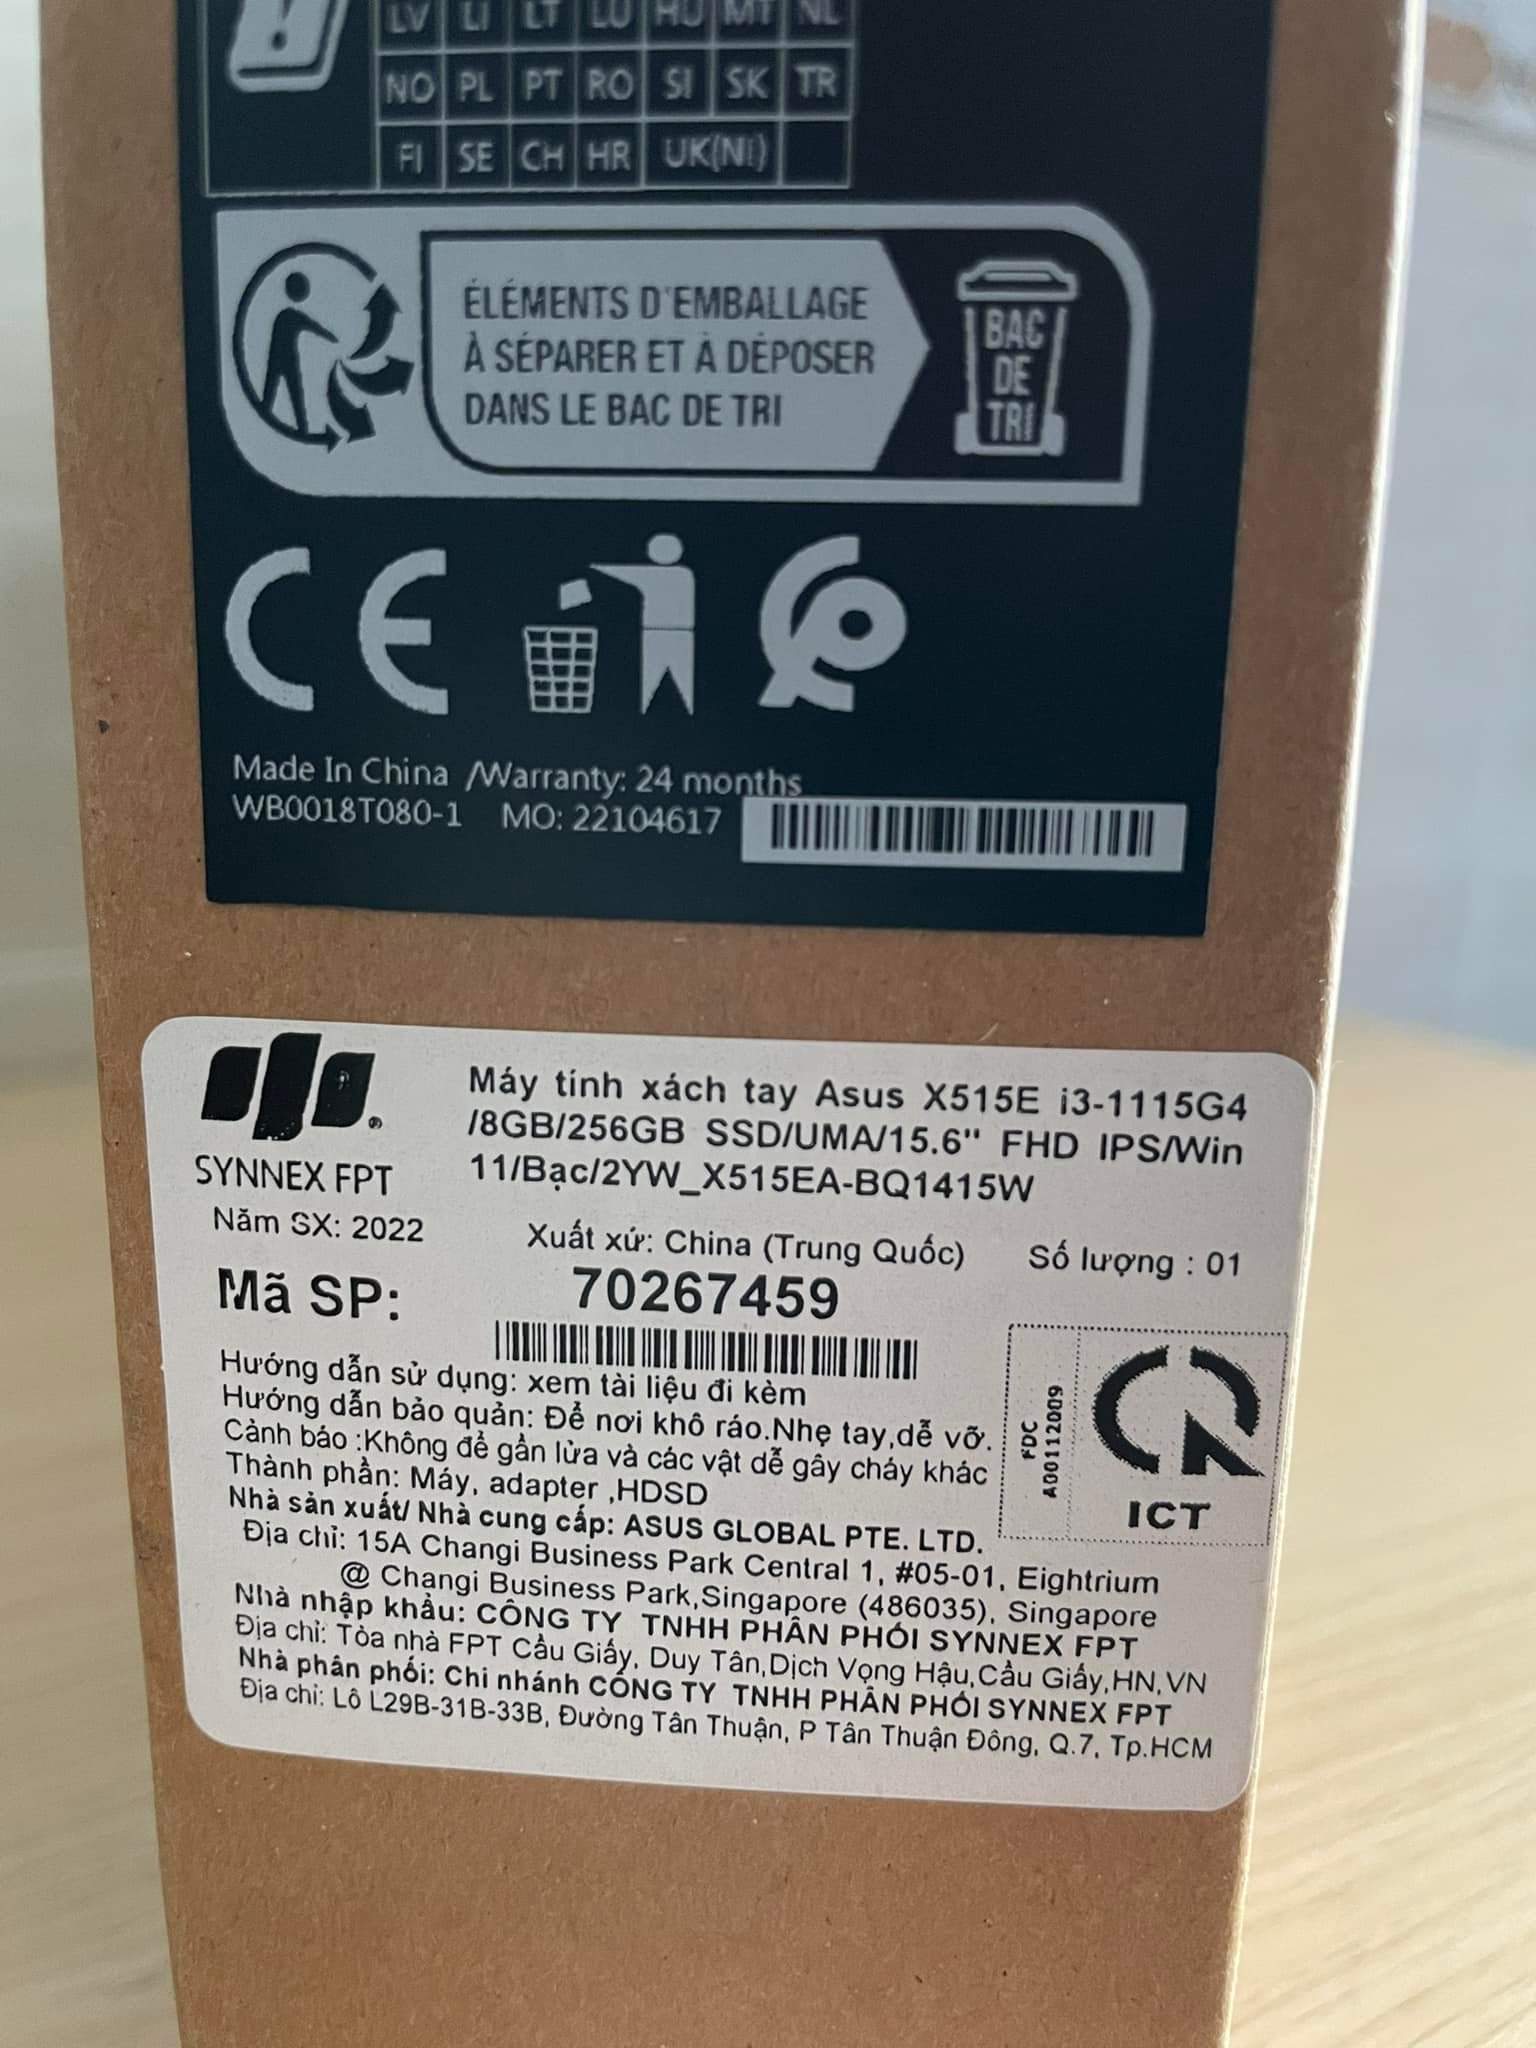 LV LI LT LU HU MT NL
NO PL PT RO SI SK TR
FI SE CH HR UK(NI)
ÉLÉMENTS D'EMBALLAGE
À SÉPARER ET À DÉPOSER
DANS LE BAC DE TRI
BAC
DE
TRI
CE
Made In China /Warranty: 24 months
WB0018T080-1 MO: 22104617
SYNNEX FPT
Máy tính xách tay Asus X515E i3-1115G4
/8GB/256GB SSD/UMA/15.6" FHD IPS/Win
11/Bạc/2YW_X515EA-BQ1415W
Năm SX: 2022 Xuất xứ: China (Trung Quốc) Số lượng : 01
Mã SP: 70267459
Hướng dẫn sử dụng: xem tài liệu đi kèm
Hướng dẫn bảo quản: Để nơi khô ráo.Nhẹ tay,dễ vỡ.
Cảnh báo :Không để gần lửa và các vật dễ gây cháy khác
Thành phần: Máy, adapter ,HDSD
FDC
A00112009
ICT
Nhà sản xuất/ Nhà cung cấp: ASUS GLOBAL PTE. LTD.
Địa chỉ: 15A Changi Business Park Central 1, #05-01, Eightrium
@ Changi Business Park,Singapore (486035), Singapore
Nhà nhập khẩu: CÔNG TY TNHH PHÂN PHỐI SYNNEX FPT
Địa chỉ: Tòa nhà FPT Cầu Giấy, Duy Tân,Dịch Vọng Hậu,Cầu Giấy,HN,VN
Nhà phân phối: Chi nhánh CÔNG TY TNHH PHÂN PHỐI SYNNEX FPT
Địa chỉ: Lô L29B-31B-33B, Đường Tân Thuận, P Tân Thuận Đông, Q.7, Tp.HCM